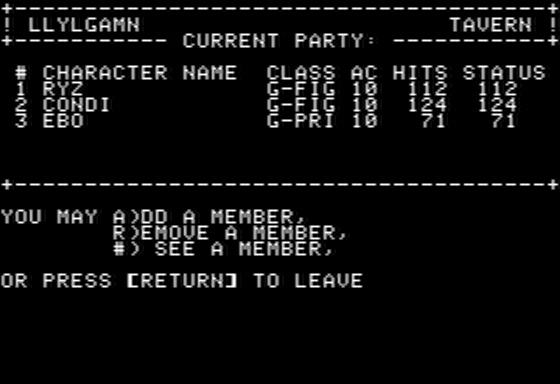 +--------------------------------------+
! LLYLGAMN                      TAVERN !
+----------- CURRENT PARTY: -----------+
# CHARACTER NAME  CLASS AC HITS STATUS
1 RYZ             G-FIG 10  112  112
2 CONDI           G-FIG 10  124  124
3 EBO             G-PRI 10   71   71
+--------------------------------------+
YOU MAY A)DD A MEMBER,
R)EMOVE A MEMBER,
#) SEE A MEMBER,
OR PRESS [RETURN] TO LEAVE